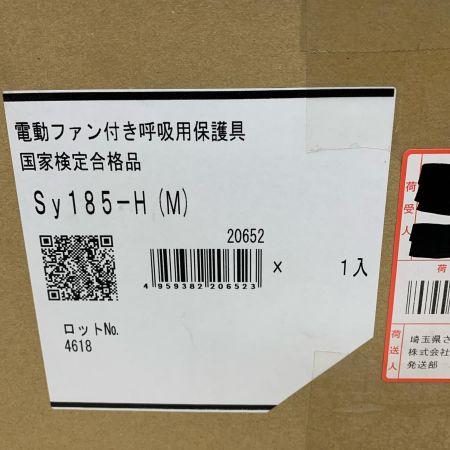 電動ファン付き呼吸用保護具
国家検定合格品
Sy185-H(M)
20652
4 959382 206523
x 1入
ロットNo.
4618
荷受人
荷
荷送人
埼玉県さ
株式会社
発送部